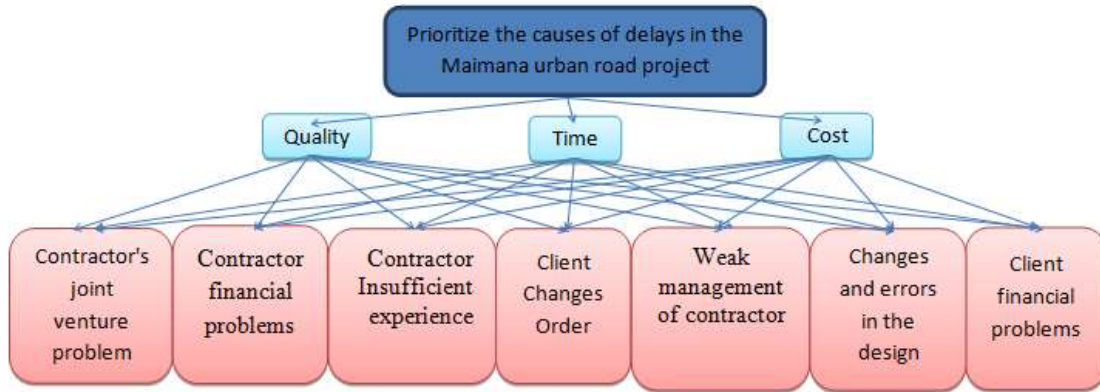 Prioritize the causes of delays in the
Maimana urban road project
Quality
Time
Cost
Contractor's
joint
venture
problem
Contractor
financial
problems
Contractor
Insufficient
experience
Client
Changes
Order
Weak
management
of contractor
Changes
and errors
in the
design
Client
financial
problems